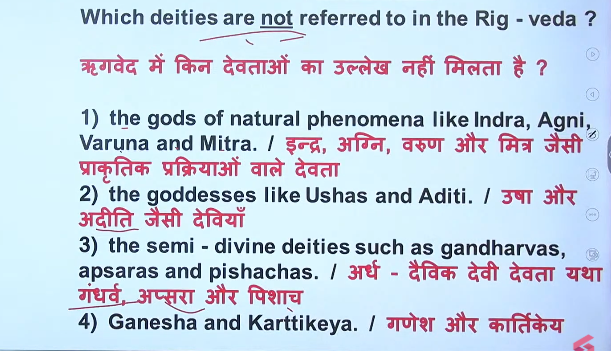 Which deities are not referred to in the Rig - veda ?
ऋगवेद में किन देवताओं का उल्लेख नहीं मिलता है ?
1) the gods of natural phenomena like Indra, Agni,
Varuna and Mitra. / इन्द्र, अग्नि, वरुण और मित्र जैसी
प्राकृतिक प्रक्रियाओं वाले देवता
2) the goddesses like Ushas and Aditi. / उषा और
अदीति जैसी देवियाँ
3) the semi - divine deities such as gandharvas,
apsaras and pishachas. / अर्ध - दैविक देवी देवता यथा
गंधर्व, अप्सरा और पिशाच
4) Ganesha and Karttikeya. / गणेश और कार्तिकेय